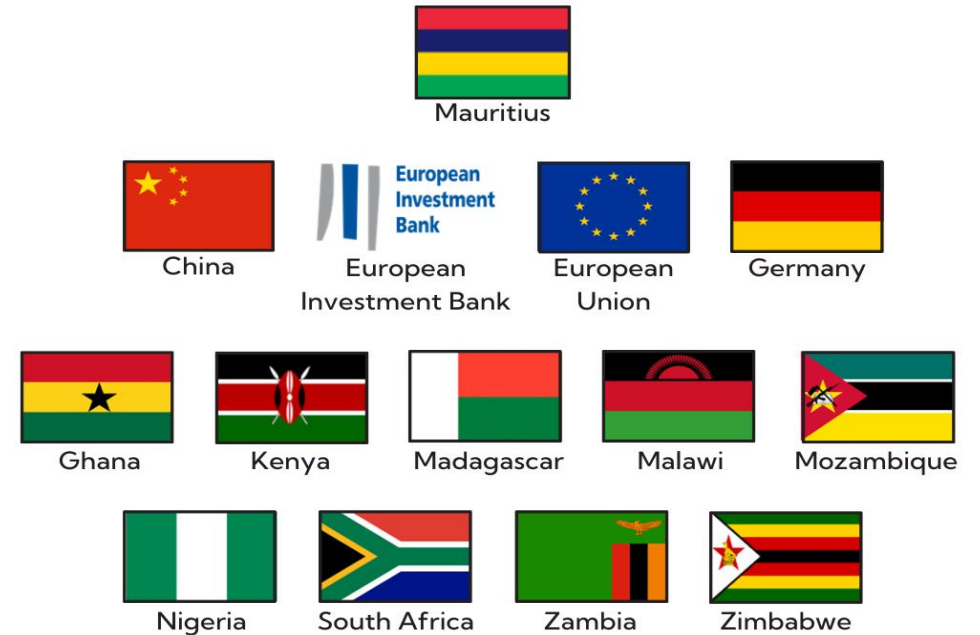 Mauritius
European
Investment
Bank
China
European
Investment Bank
European
Union
Germany
Ghana
Kenya
Madagascar
Malawi
Mozambique
Nigeria
South Africa
Zambia
Zimbabwe